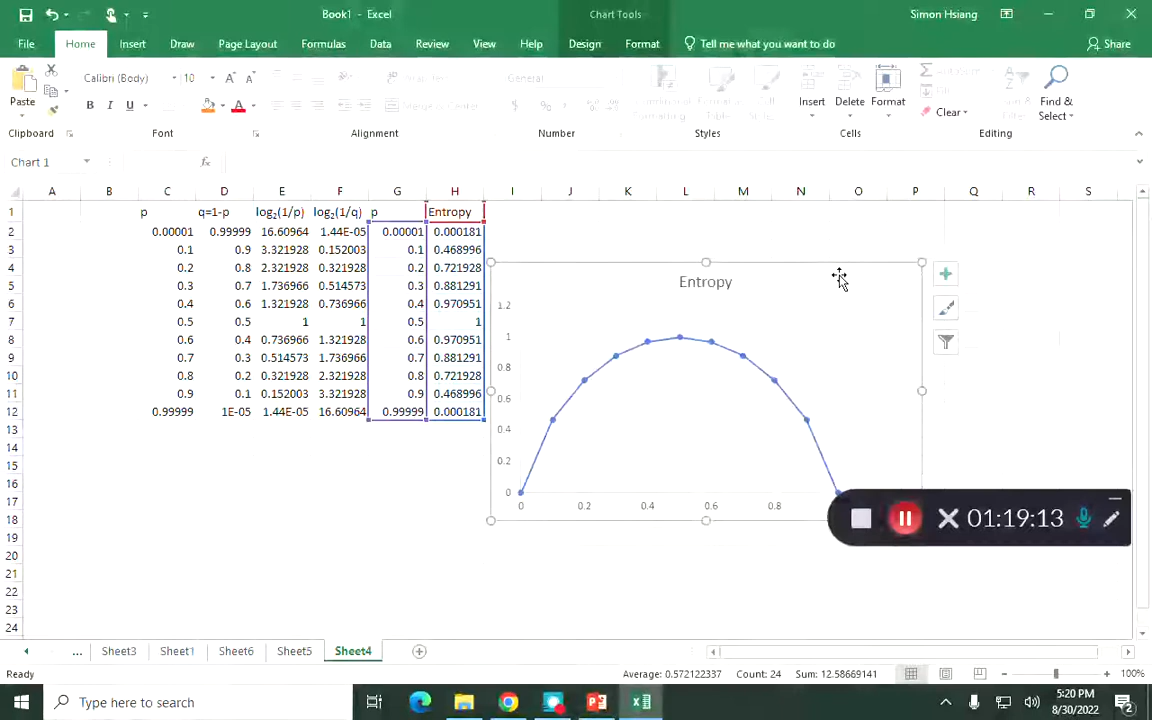 Book1 - Excel
Chart Tools
Simon Hsiang
File Home Insert Draw Page Layout Formulas Data Review View Help Design Format Tell me what you want to do Share
Paste
Calibri (Body) 10
General
B I U
Insert Delete Format
Clear
Find & Select
Clipboard Font Alignment Number Styles Cells Editing
Chart 1 fx
A B C D E F G H I J K L M N O P Q R S
1 p q=1-p log₂(1/p) log₂(1/q) p Entropy
2 0.00001 0.99999 16.60964 1.44E-05 0.00001 0.000181
3 0.1 0.9 3.321928 0.152003 0.1 0.468996
4 0.2 0.8 2.321928 0.321928 0.2 0.721928
5 0.3 0.7 1.736966 0.514573 0.3 0.881291
6 0.4 0.6 1.321928 0.736966 0.4 0.970951
7 0.5 0.5 1 1 0.5 1
8 0.6 0.4 0.736966 1.321928 0.6 0.970951
9 0.7 0.3 0.514573 1.736966 0.7 0.881291
10 0.8 0.2 0.321928 2.321928 0.8 0.721928
11 0.9 0.1 0.152003 3.321928 0.9 0.468996
12 0.99999 1E-05 1.44E-05 16.60964 0.99999 0.000181
13
14
15
16
17
18
19
20
21
22
23
24
Entropy
1.2
1
0.8
0.6
0.4
0.2
0
0 0.2 0.4 0.6 0.8
01:19:13
... Sheet3 Sheet1 Sheet6 Sheet5 Sheet4
Ready Average: 0.572122337 Count: 24 Sum: 12.58669141 100%
Type here to search
5:20 PM
8/30/2022
2